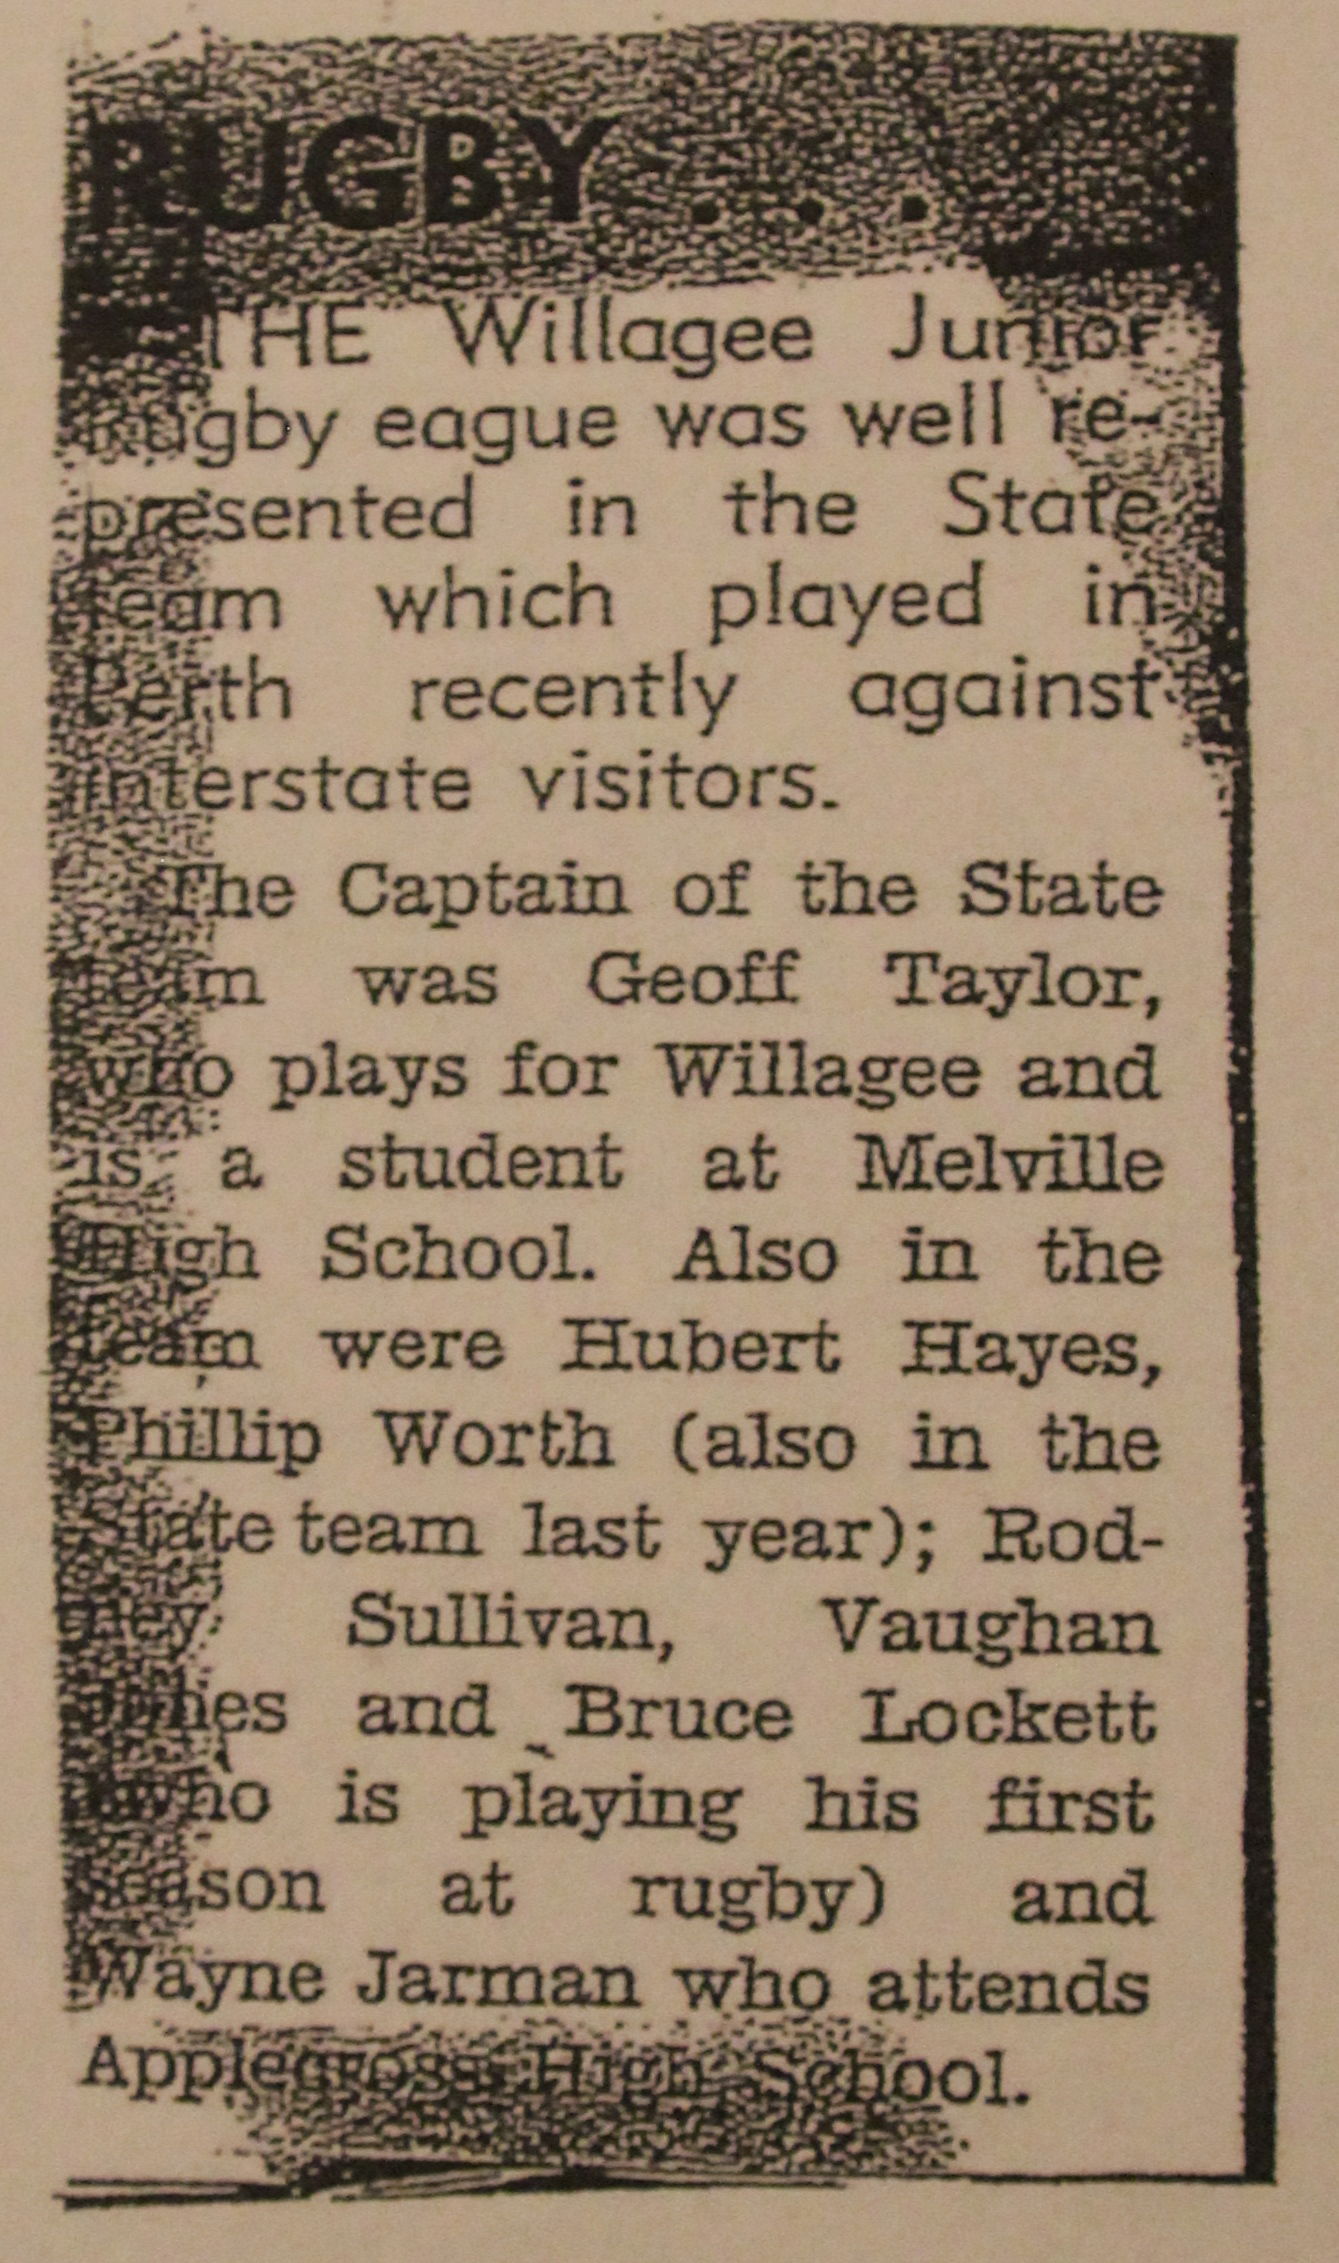 RUGBY . . .
THE Willagee Junior
Rugby eague was well re-
presented in the State
team which played in
Perth recently against
interstate visitors.
The Captain of the State
team was Geoff Taylor,
who plays for Willagee and
is a student at Melville
High School. Also in the
team were Hubert Hayes,
Phillip Worth (also in the
State team last year); Rod-
ney Sullivan, Vaughan
and Bruce Lockett
(who is playing his first
season at rugby) and
Wayne Jarman who attends
Applecross High School.